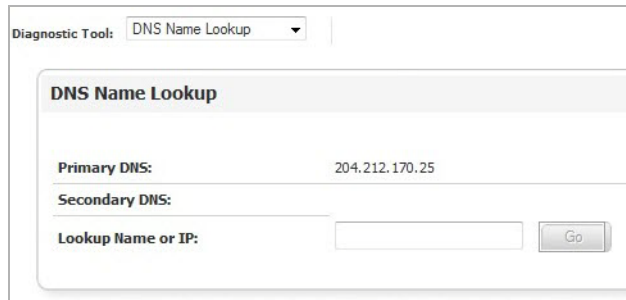 Diagnostic Tool: DNS Name Lookup
DNS Name Lookup
Primary DNS: 204.212.170.25
Secondary DNS:
Lookup Name or IP: Go